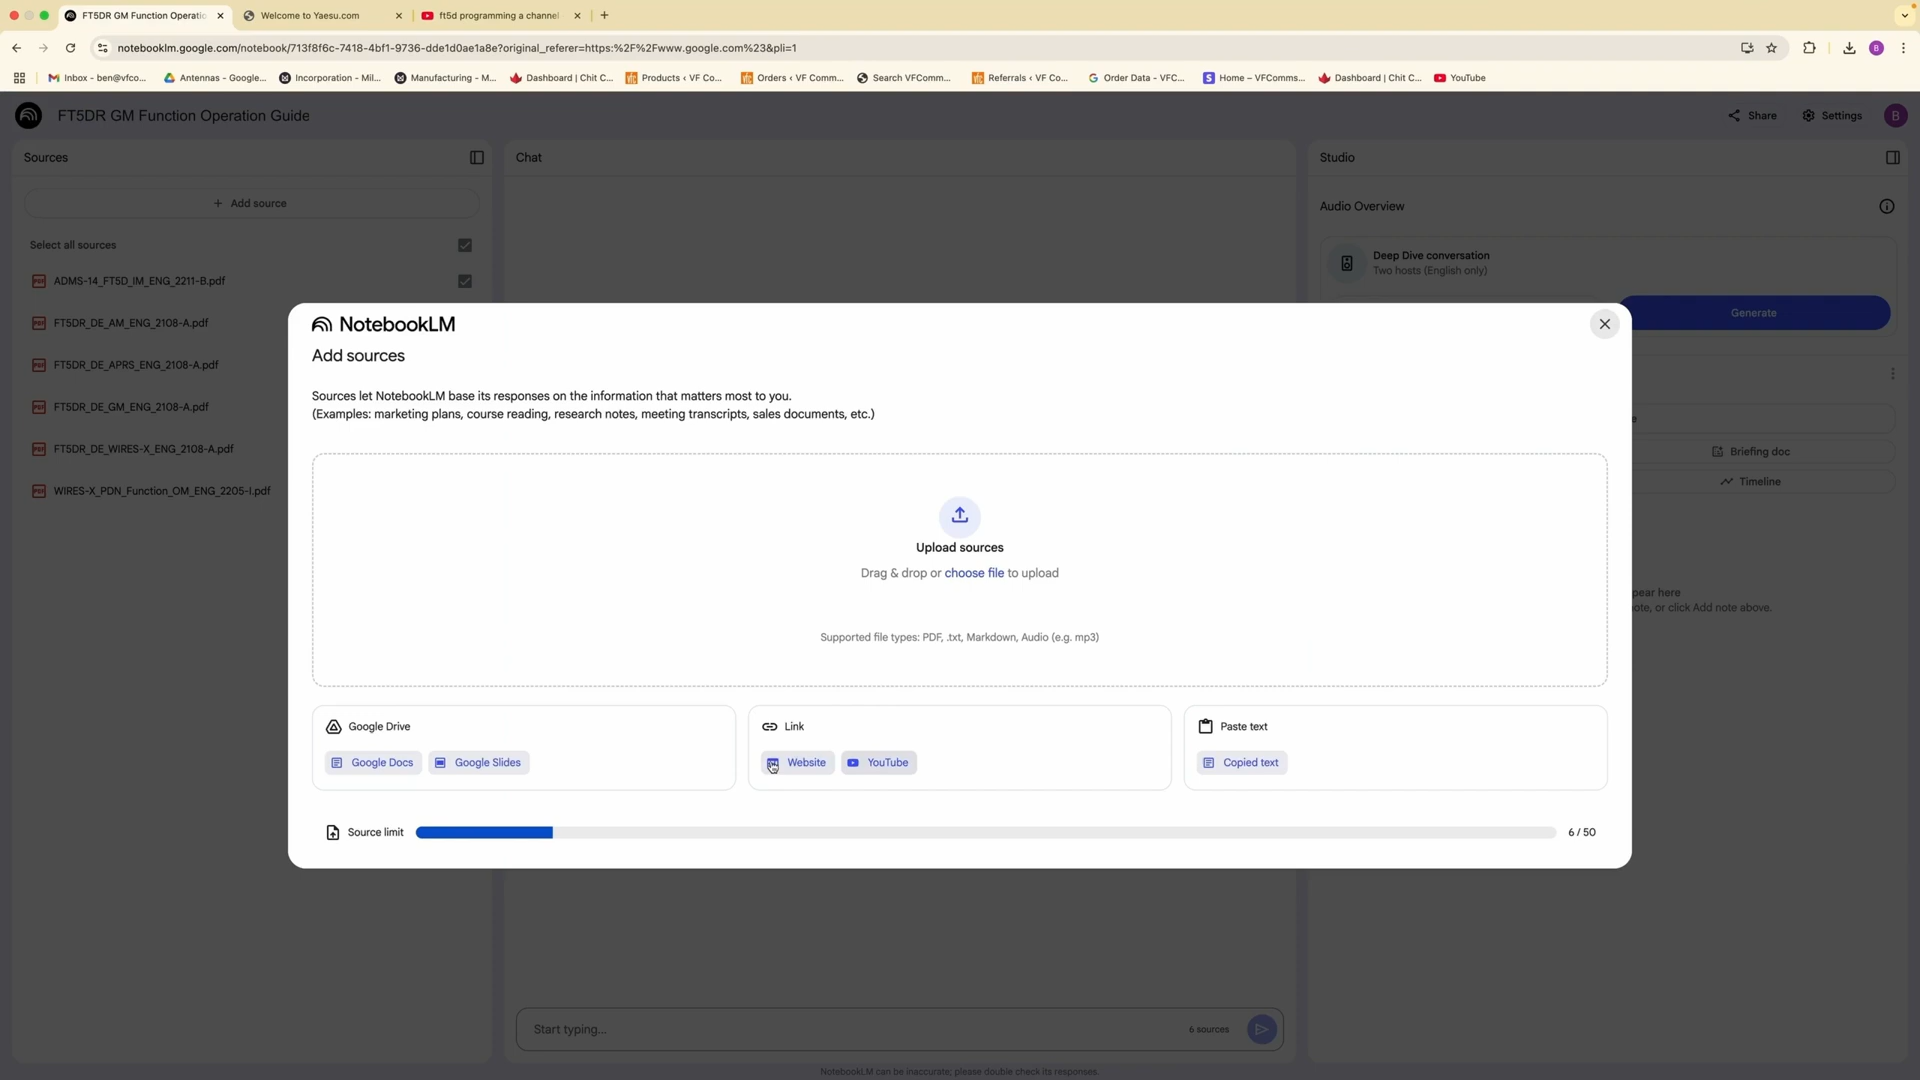 FT5DR GM Function Operatio
Welcome to Yaesu.com
ft5d programming a channel
notebooklm.google.com/notebook/713f8f6c-7418-4bf1-9736-dde1d0ae1a8e?original_referer=https:%2F%2Fwww.google.com%23&pli=1
B
Inbox - ben@vfco...
Antennas - Google...
Incorporation - Mil...
Manufacturing - M...
Dashboard | Chit C...
Products < VF Co...
Orders < VF Comm...
Search VFComm...
Referrals < VF Co...
Order Data - VFC...
Home – VFComms...
Dashboard | Chit C...
YouTube
FT5DR GM Function Operation Guide
Share
Settings
B
Sources
Chat
Studio
+ Add source
Audio Overview
Select all sources
Deep Dive conversation
Two hosts (English only)
ADMS-14_FT5D_IM_ENG_2211-B.pdf
Generate
FT5DR_DE_AM_ENG_2108-A.pdf
FT5DR_DE_APRS_ENG_2108-A.pdf
FT5DR_DE_GM_ENG_2108-A.pdf
FT5DR_DE_WIRES-X_ENG_2108-A.pdf
WIRES-X_PDN_Function_OM_ENG_2205-I.pdf
Briefing doc
Timeline
pear here
ote, or click Add note above.
NotebookLM
Add sources
Sources let NotebookLM base its responses on the information that matters most to you.
(Examples: marketing plans, course reading, research notes, meeting transcripts, sales documents, etc.)
Upload sources
Drag & drop or choose file to upload
Supported file types: PDF, .txt, Markdown, Audio (e.g. mp3)
Google Drive
Google Docs
Google Slides
Link
Website
YouTube
Paste text
Copied text
Source limit
6 / 50
Start typing...
6 sources
NotebookLM can be inaccurate; please double check its responses.